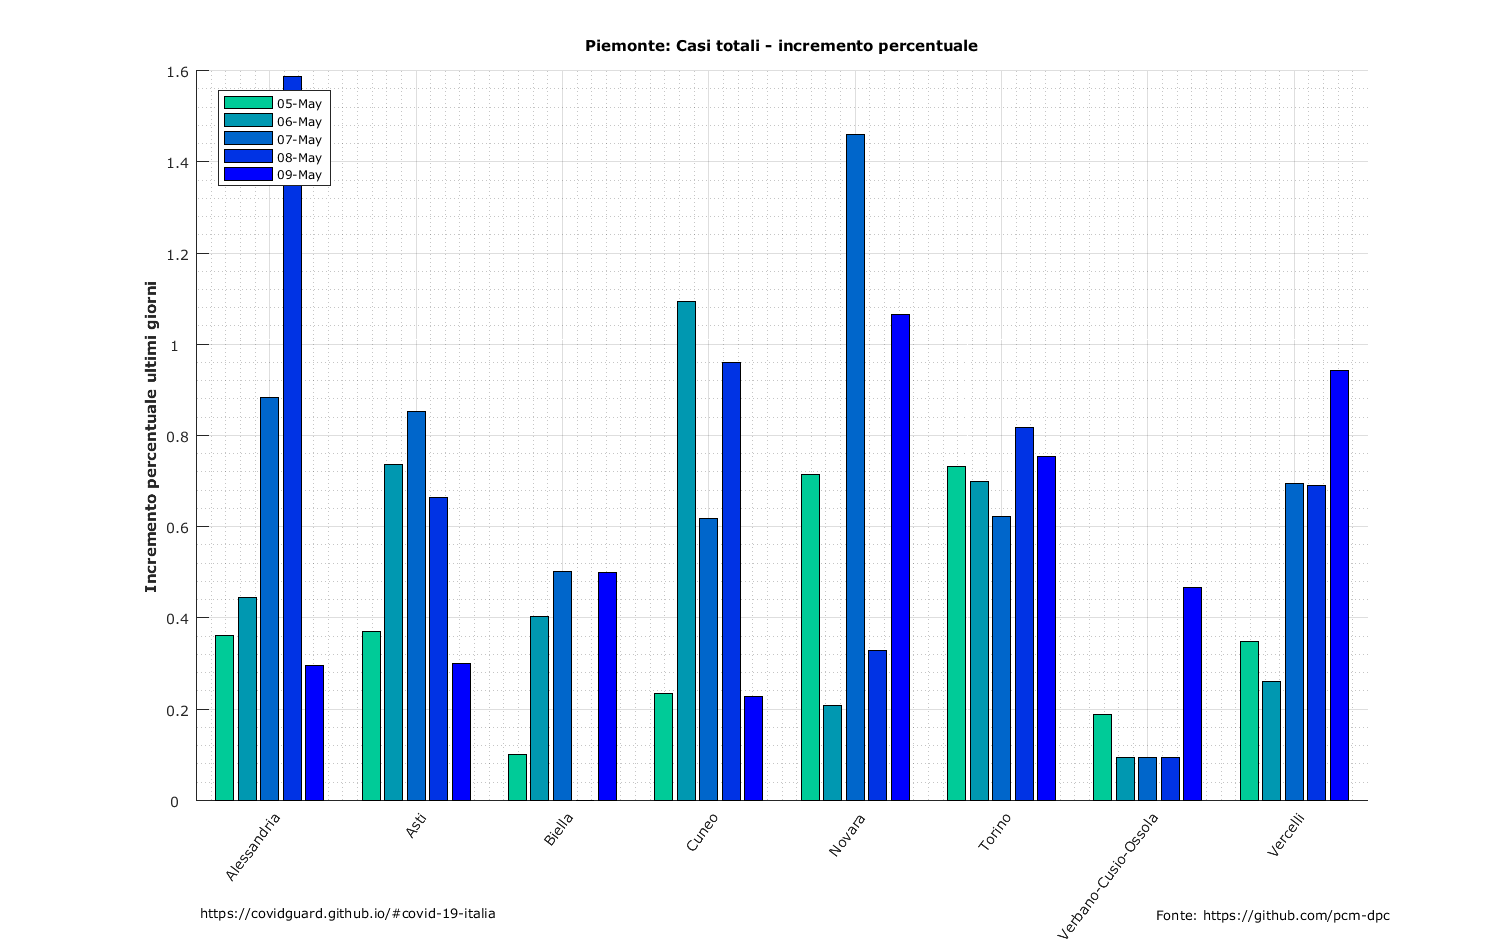 Piemonte: Casi totali - incremento percentuale
Incremento percentuale ultimi giorni
1.6
1.4
1.2
1
0.8
0.6
0.4
0.2
0
05-May
06-May
07-May
08-May
09-May
Alessandria
Asti
Biella
Cuneo
Novara
Torino
Verbano-Cusio-Ossola
Vercelli
https://covidguard.github.io/#covid-19-italia
Fonte: https://github.com/pcm-dpc